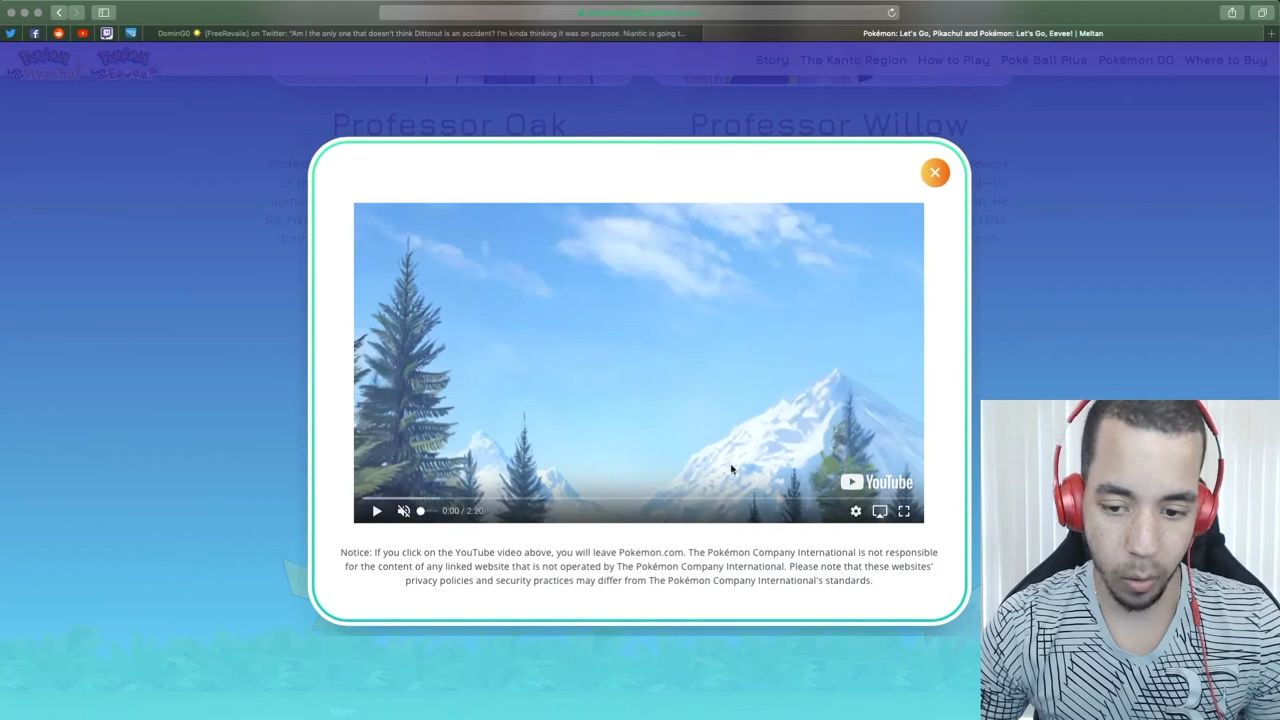 DominGO ☀️ [FreeRevalic] on Twitter: "Am I the only one that doesn't think Dittonut is an accident? I'm kinda thinking it was on purpose. Niantic is going t...
Pokémon: Let's Go, Pikachu! and Pokémon: Let's Go, Eevee! | Meltan
Story The Kanto Region How to Play Poké Ball Plus Pokémon GO Where to Buy
Professor Oak Professor Willow
YouTube
0:00 / 2:20
Notice: If you click on the YouTube video above, you will leave Pokemon.com. The Pokémon Company International is not responsible
for the content of any linked website that is not operated by The Pokémon Company International. Please note that these websites'
privacy policies and security practices may differ from The Pokémon Company International's standards.
Share